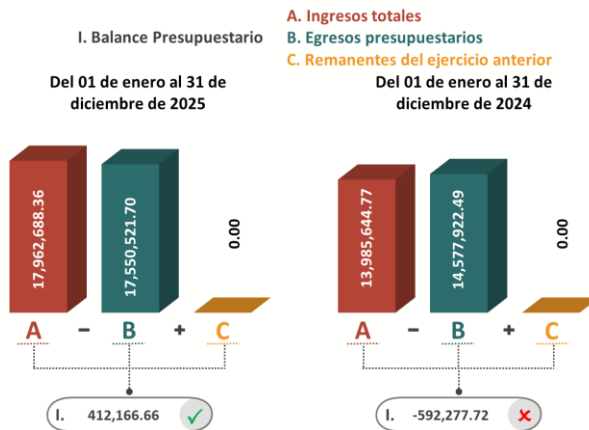 A. Ingresos totales
I. Balance Presupuestario
B. Egresos presupuestarios
C. Remanentes del ejercicio anterior
Del 01 de enero al 31 de
diciembre de 2025
17,962,688.36
17,550,521.70
0.00
A – B + C
I. 412,166.66 ✓
Del 01 de enero al 31 de
diciembre de 2024
13,985,644.77
14,577,922.49
0.00
A – B + C
I. -592,277.72 ✗